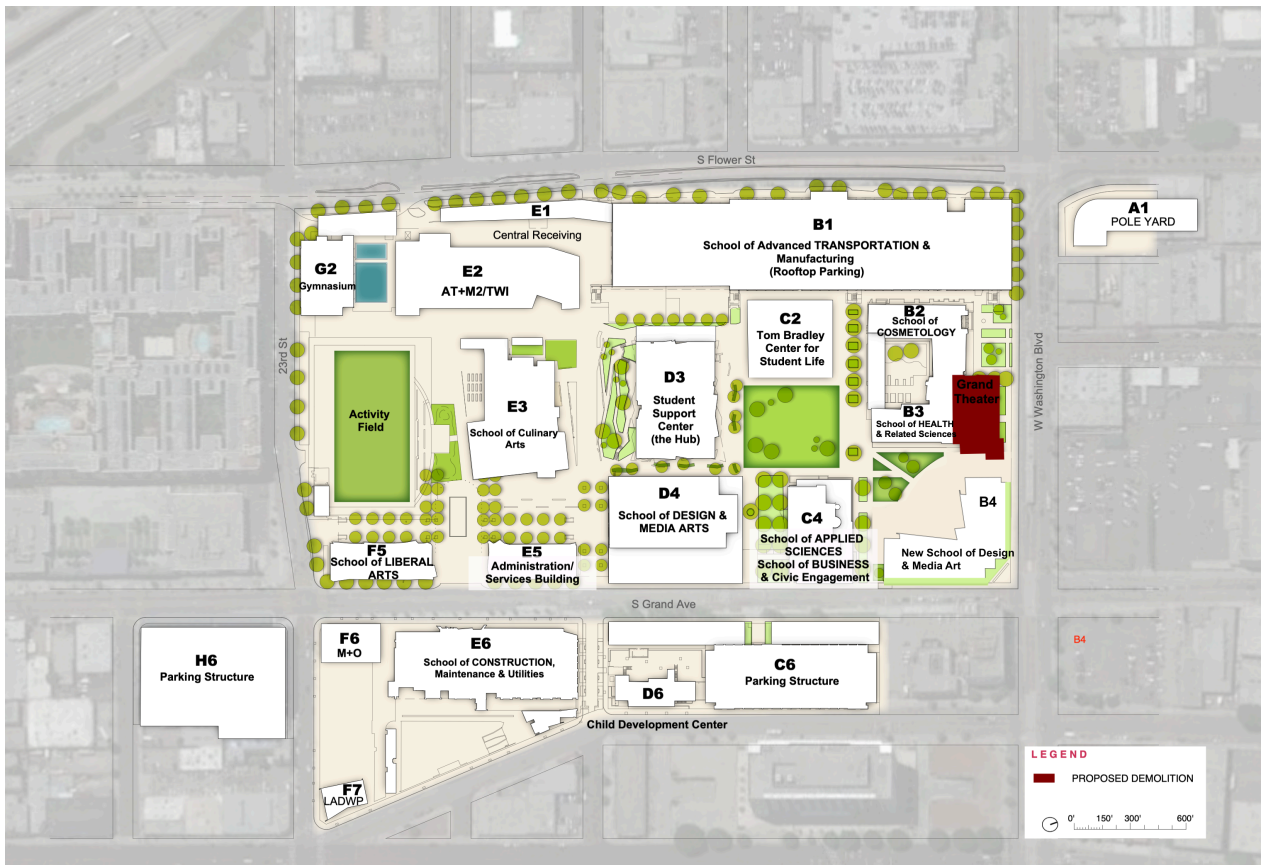 S Flower St
E1
Central Receiving
B1
School of Advanced TRANSPORTATION &
Manufacturing
(Rooftop Parking)
A1
POLE YARD
G2
Gymnasium
E2
AT+M2/TWI
C2
Tom Bradley
Center for
Student Life
B2
School of
COSMETOLOGY
23rd St
W Washington Blvd
Activity
Field
E3
School of Culinary
Arts
D3
Student
Support
Center
(the Hub)
Grand
Theater
B3
School of HEALTH
& Related Sciences
D4
School of DESIGN &
MEDIA ARTS
C4
School of APPLIED
SCIENCES
School of BUSINESS
& Civic Engagement
B4
New School of Design
& Media Art
F5
School of LIBERAL
ARTS
E5
Administration/
Services Building
S Grand Ave
H6
Parking Structure
F6
M+O
E6
School of CONSTRUCTION,
Maintenance & Utilities
D6
C6
Parking Structure
B4
Child Development Center
F7
LADWP
LEGEND
PROPOSED DEMOLITION
0' 150' 300' 600'